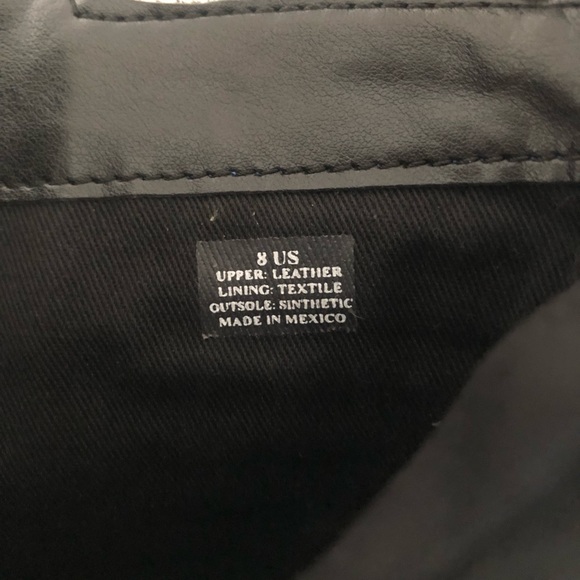 8 US
UPPER: LEATHER
LINING: TEXTILE
OUTSOLE: SINTHETIC
MADE IN MEXICO